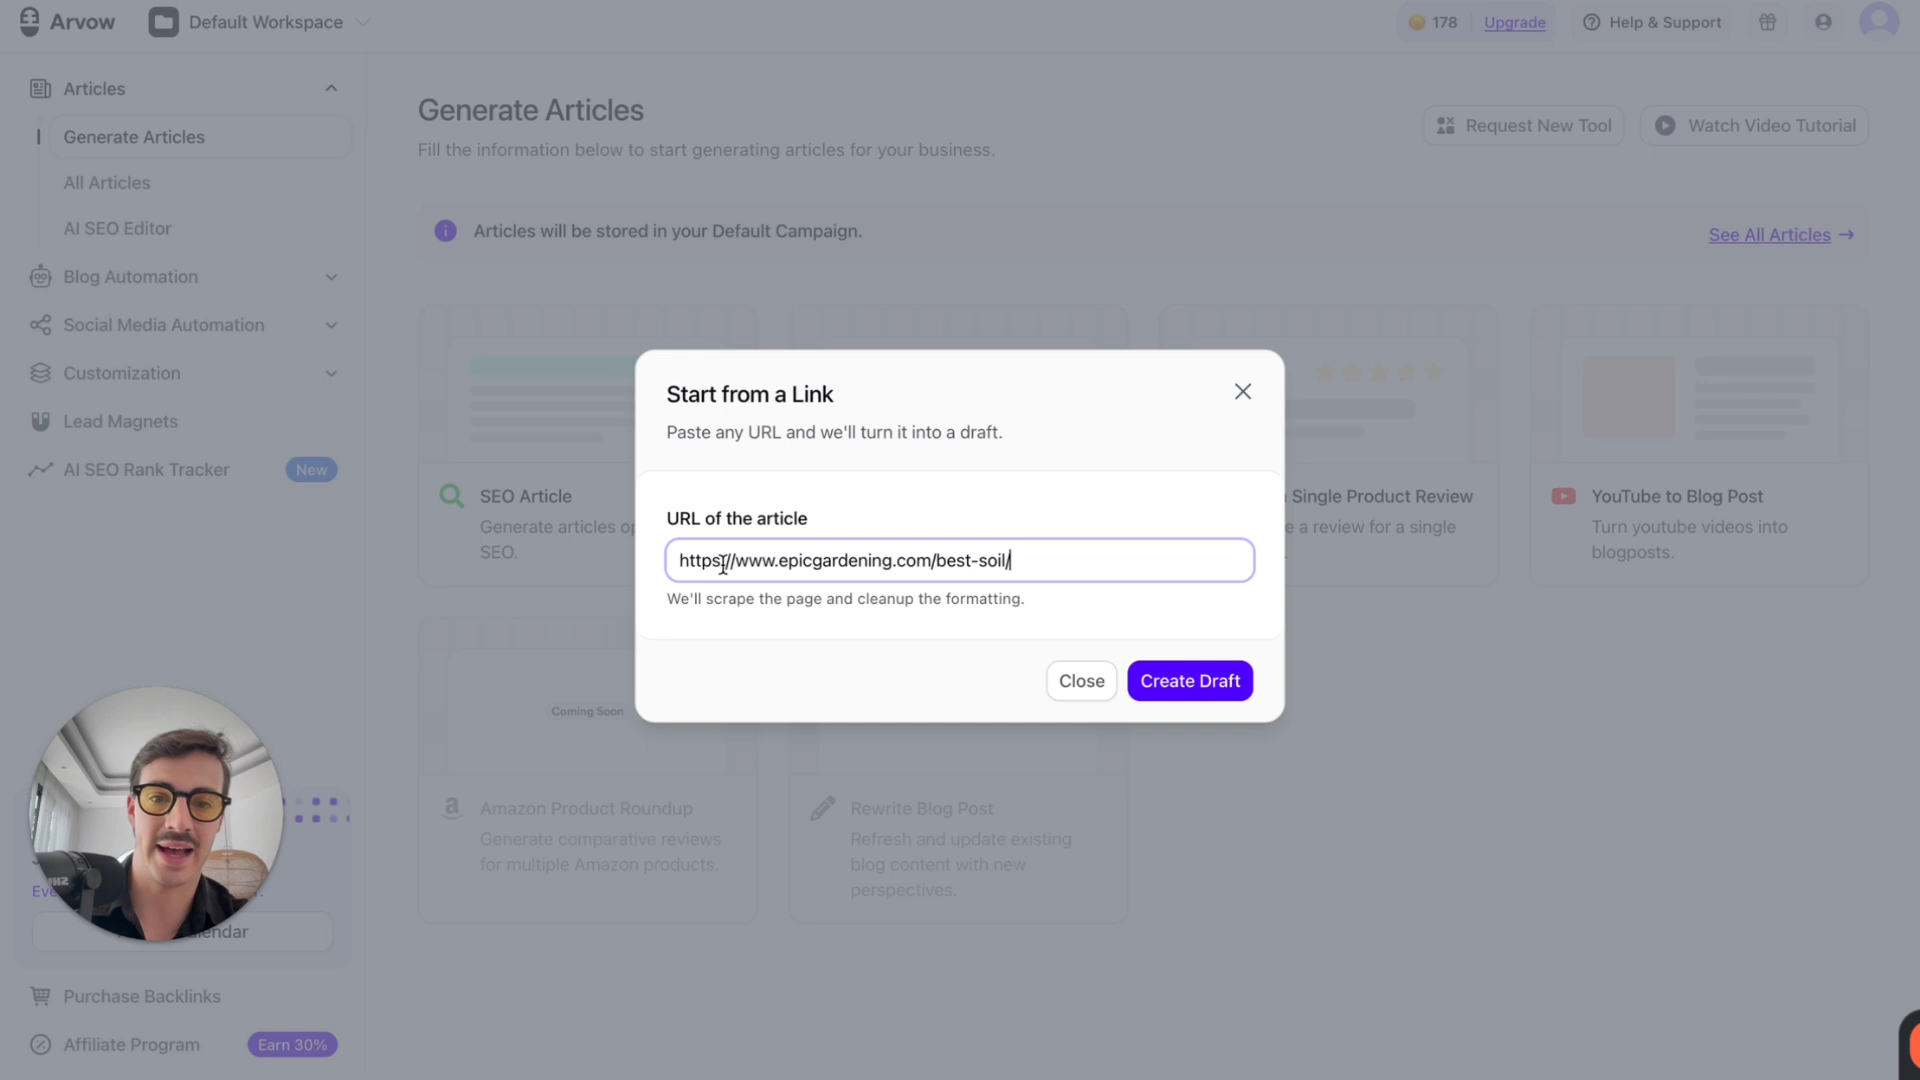 Arvow
Default Workspace
178
Upgrade
Help & Support
Articles
Generate Articles
All Articles
AI SEO Editor
Blog Automation
Social Media Automation
Customization
Lead Magnets
AI SEO Rank Tracker
New
Generate Articles
Fill the information below to start generating articles for your business.
Request New Tool
Watch Video Tutorial
Articles will be stored in your Default Campaign.
See All Articles →
Start from a Link
Paste any URL and we'll turn it into a draft.
URL of the article
https://www.epicgardening.com/best-soil/
We'll scrape the page and cleanup the formatting.
Close
Create Draft
SEO Article
Generate articles
SEO.
Single Product Review
a review for a single
YouTube to Blog Post
Turn youtube videos into
blogposts.
Coming Soon
Amazon Product Roundup
Generate comparative reviews
for multiple Amazon products.
Rewrite Blog Post
Refresh and update existing
blog content with new
perspectives.
Purchase Backlinks
Affiliate Program
Earn 30%